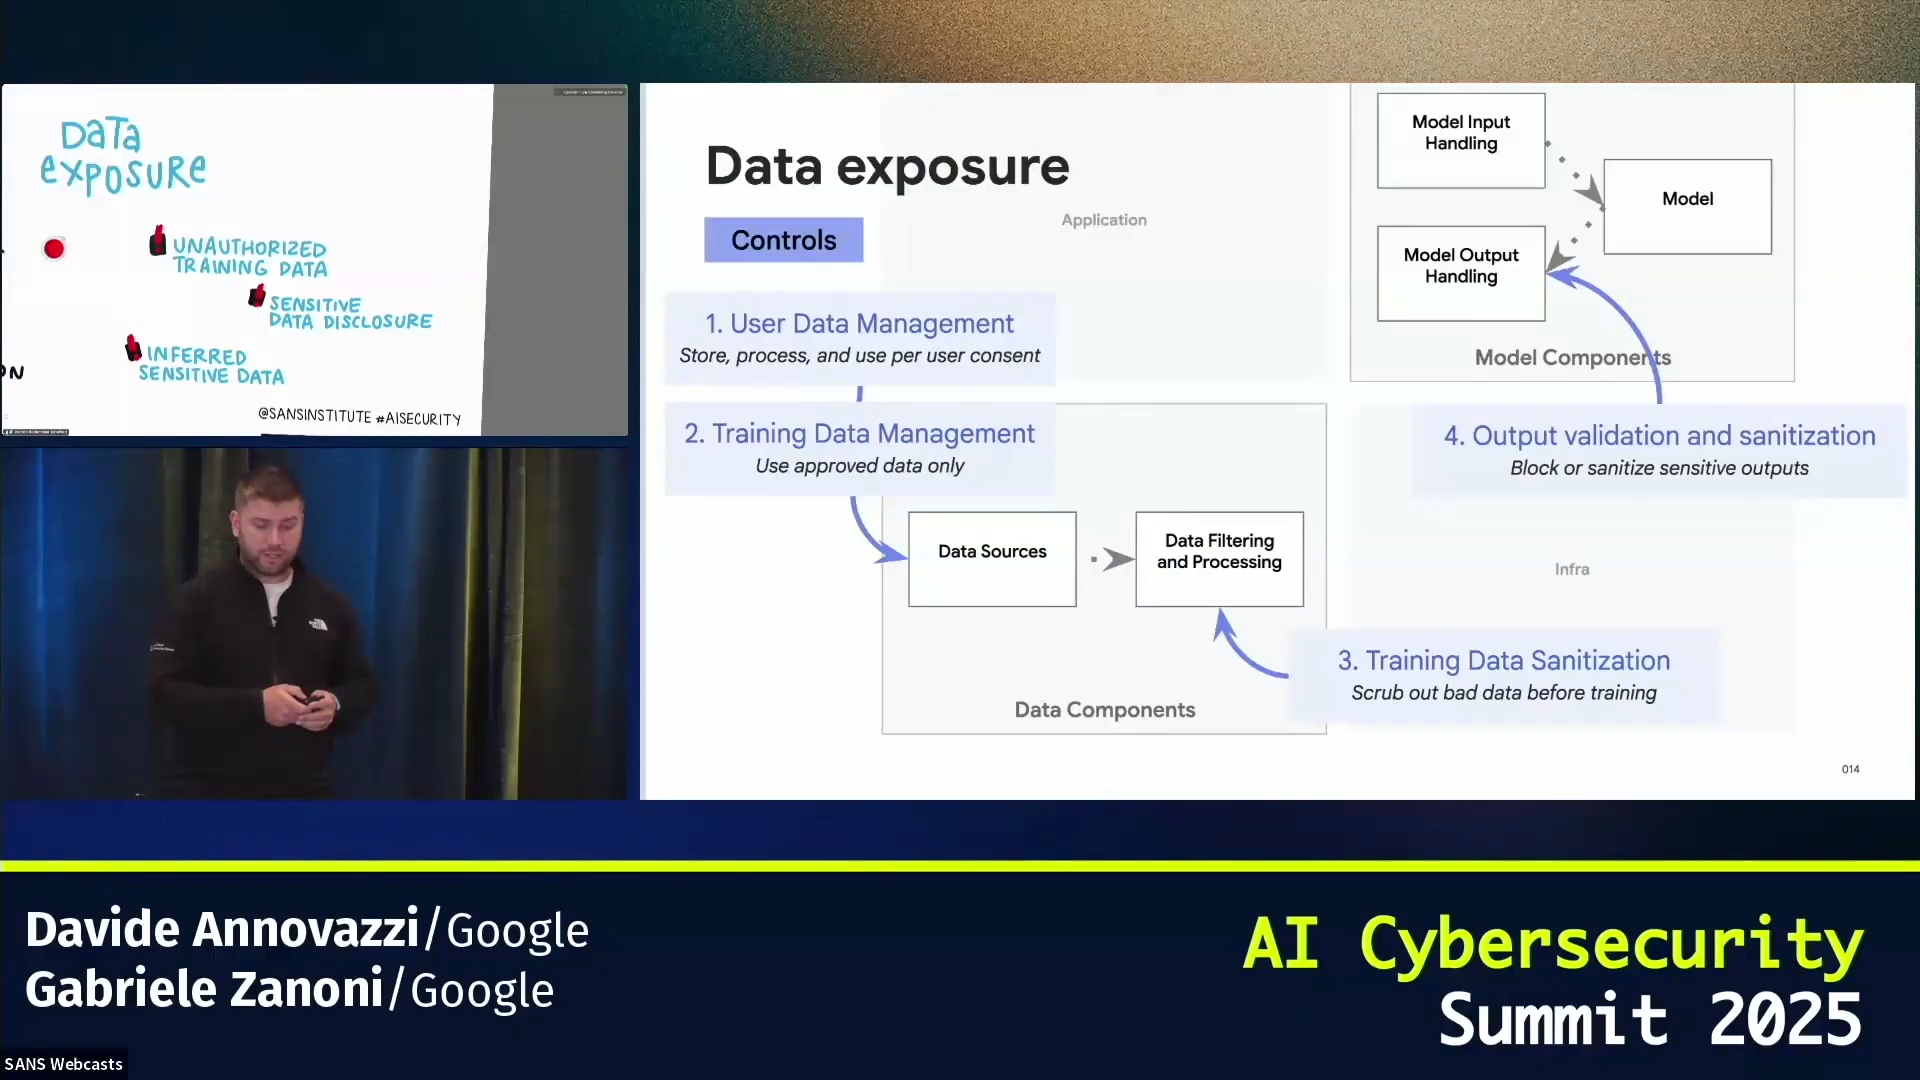 Data
exposure
UNAUTHORIZED
TRAINING DATA
SENSITIVE
DATA DISCLOSURE
INFERRED
SENSITIVE DATA
ON
@SANSINSTITUTE #AISECURITY
Data exposure
Controls
Application
1. User Data Management
Store, process, and use per user consent
2. Training Data Management
Use approved data only
Data Sources
Data Filtering
and Processing
Data Components
3. Training Data Sanitization
Scrub out bad data before training
Infra
Model Input
Handling
Model
Model Output
Handling
Model Components
4. Output validation and sanitization
Block or sanitize sensitive outputs
014
Davide Annovazzi/Google
Gabriele Zanoni/Google
AI Cybersecurity
Summit 2025
SANS Webcasts